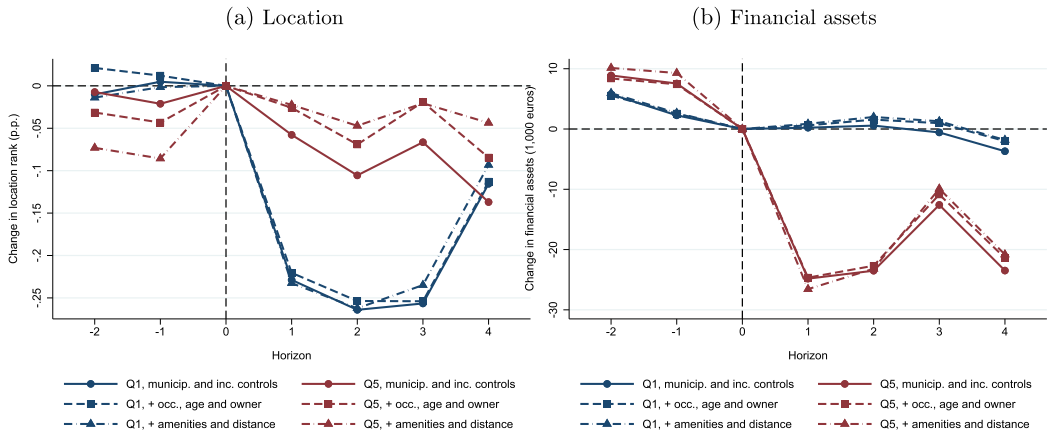 (a) Location
Change in location rank (p.p.)
0
-.05
-.1
-.15
-.2
-.25
-2 -1 0 1 2 3 4
Horizon
Q1, municip. and inc. controls
Q5, municip. and inc. controls
Q1, + occ., age and owner
Q5, + occ., age and owner
Q1, + amenities and distance
Q5, + amenities and distance
(b) Financial assets
Change in financial assets (1,000 euros)
10
0
-10
-20
-30
-2 -1 0 1 2 3 4
Horizon
Q1, municip. and inc. controls
Q5, municip. and inc. controls
Q1, + occ., age and owner
Q5, + occ., age and owner
Q1, + amenities and distance
Q5, + amenities and distance